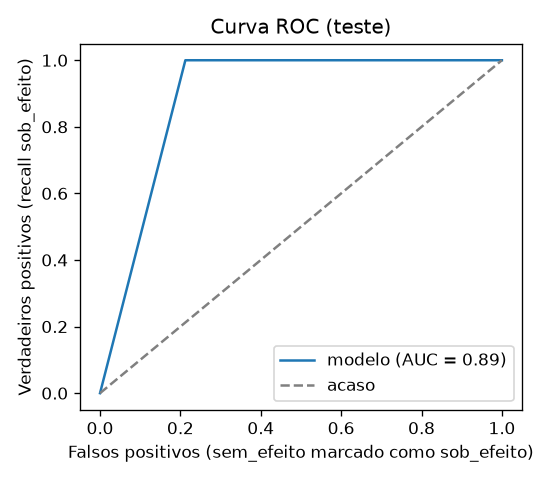 Curva ROC (teste)
Verdadeiros positivos (recall sob_efeito)
1.0
0.8
0.6
0.4
0.2
0.0
modelo (AUC = 0.89)
acaso
0.0 0.2 0.4 0.6 0.8 1.0
Falsos positivos (sem_efeito marcado como sob_efeito)